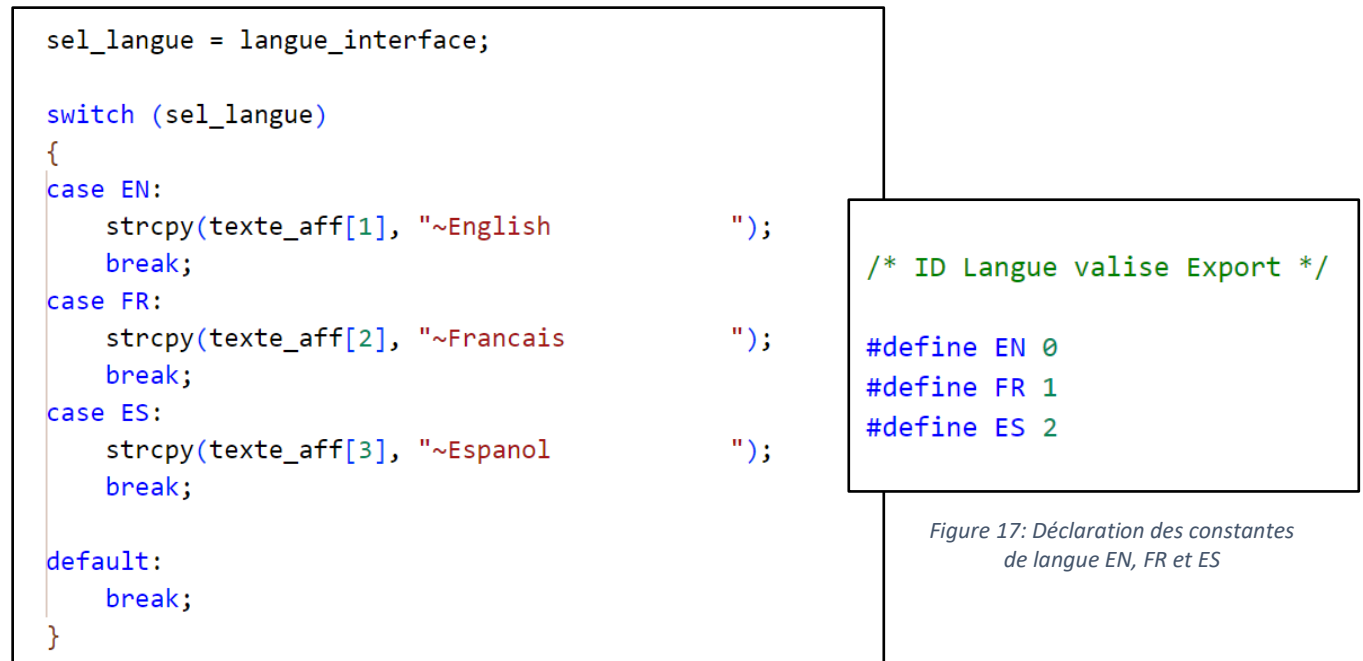 sel_langue = langue_interface;
switch (sel_langue)
{
case EN:
    strcpy(texte_aff[1], "~English            ");
    break;
case FR:
    strcpy(texte_aff[2], "~Francais           ");
    break;
case ES:
    strcpy(texte_aff[3], "~Espanol            ");
    break;
default:
    break;
}
/* ID Langue valise Export */
#define EN 0
#define FR 1
#define ES 2
Figure 17: Déclaration des constantes
de langue EN, FR et ES